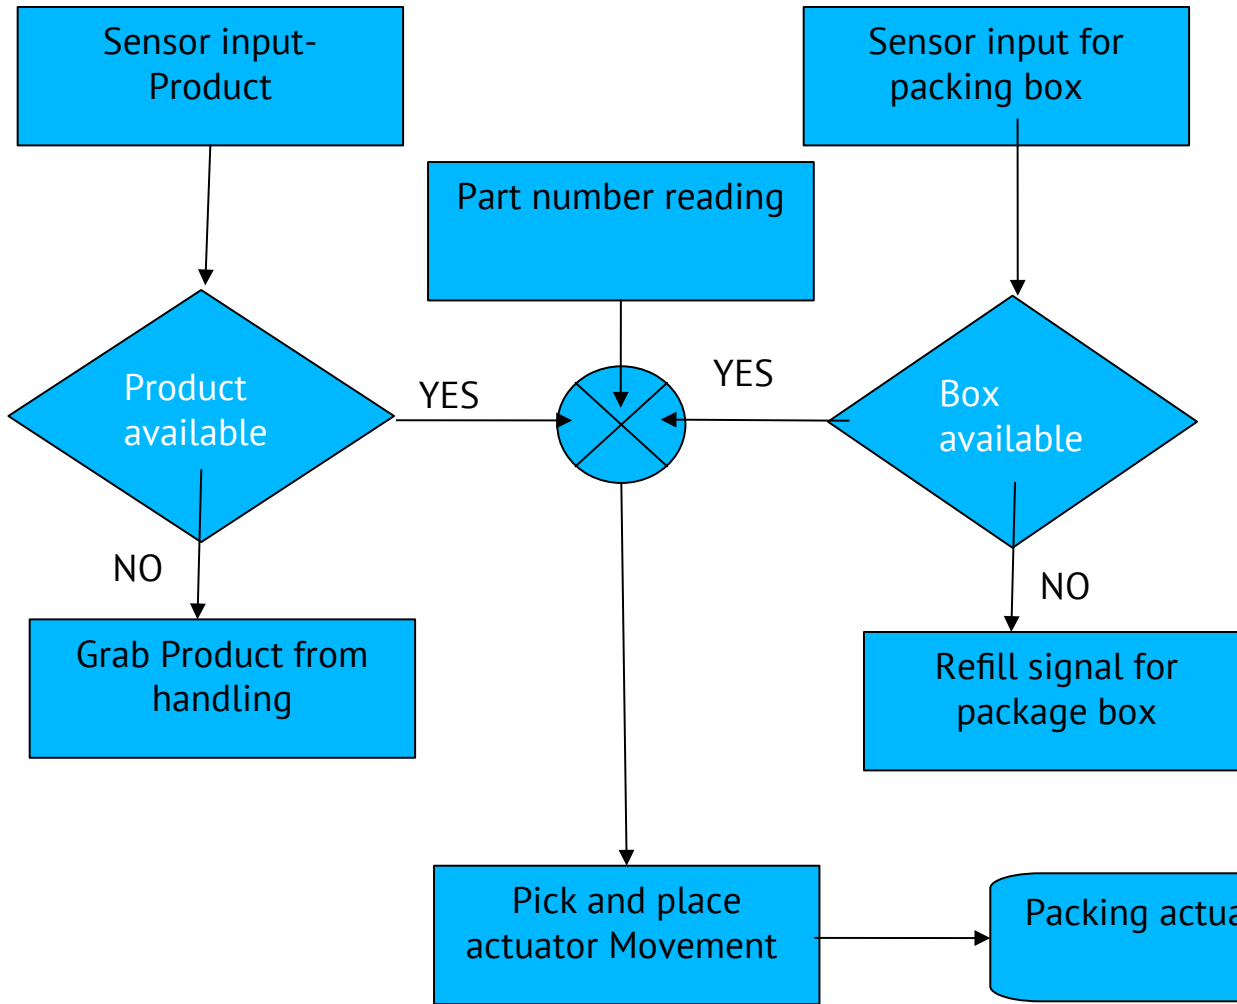 Sensor input-
Product
Sensor input for
packing box
Part number reading
Product
available
YES
YES
Box
available
NO
NO
Grab Product from
handling
Refill signal for
package box
Pick and place
actuator Movement
Packing